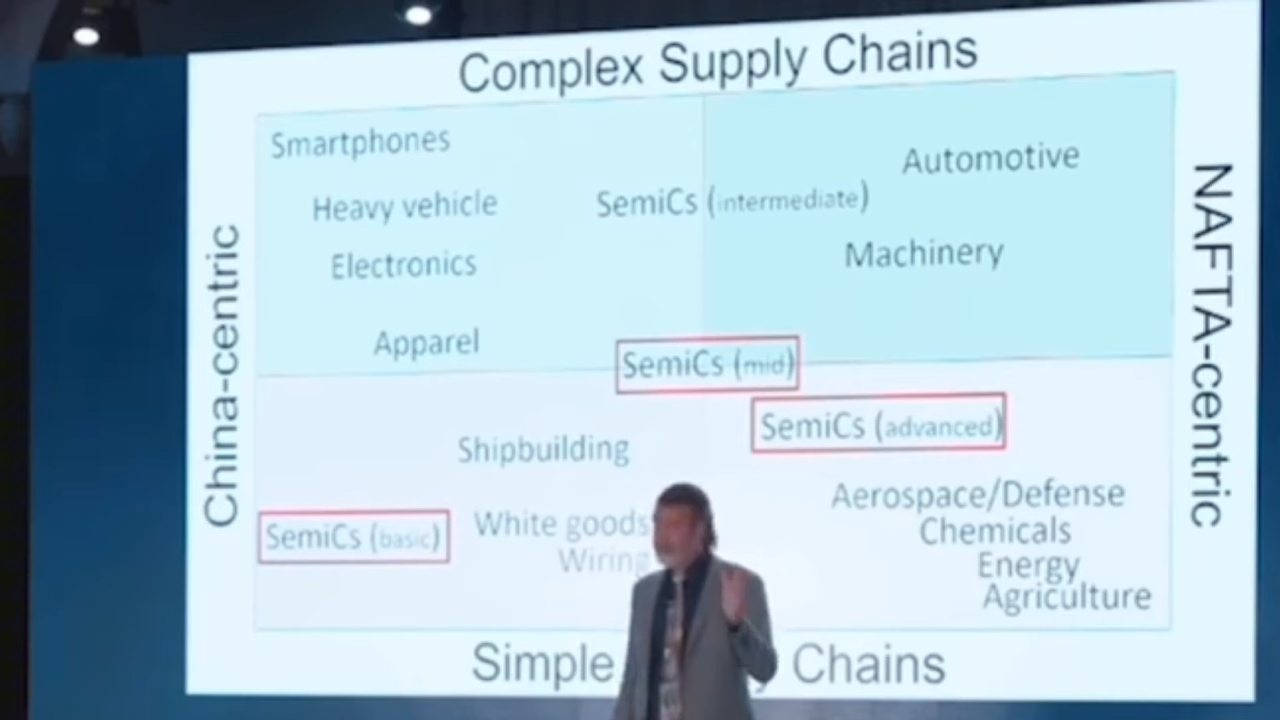 Complex Supply Chains
China-centric
NAFTA-centric
Smartphones
Automotive
Heavy vehicle
SemiCs (intermediate)
Electronics
Machinery
Apparel
SemiCs (mid)
SemiCs (advanced)
Shipbuilding
Aerospace/Defense
SemiCs (basic)
White goods
Chemicals
Wiring
Energy
Agriculture
Simple Chains